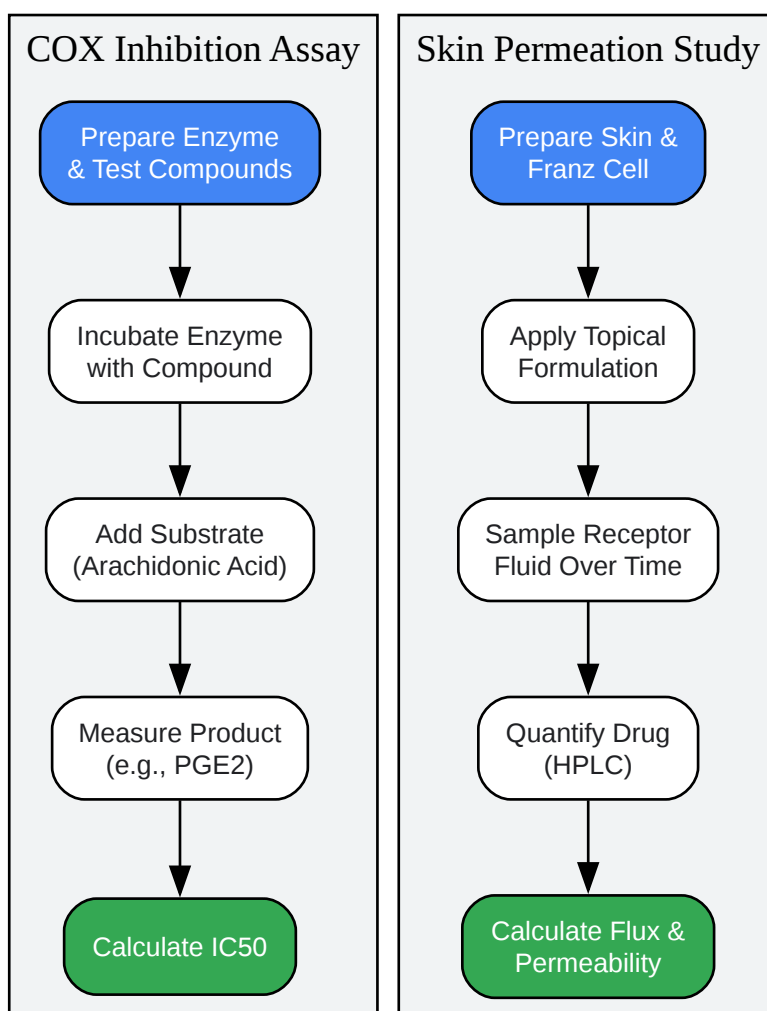 COX Inhibition Assay
Prepare Enzyme
& Test Compounds
Incubate Enzyme
with Compound
Add Substrate
(Arachidonic Acid)
Measure Product
(e.g., PGE2)
Calculate IC50
Skin Permeation Study
Prepare Skin &
Franz Cell
Apply Topical
Formulation
Sample Receptor
Fluid Over Time
Quantify Drug
(HPLC)
Calculate Flux &
Permeability